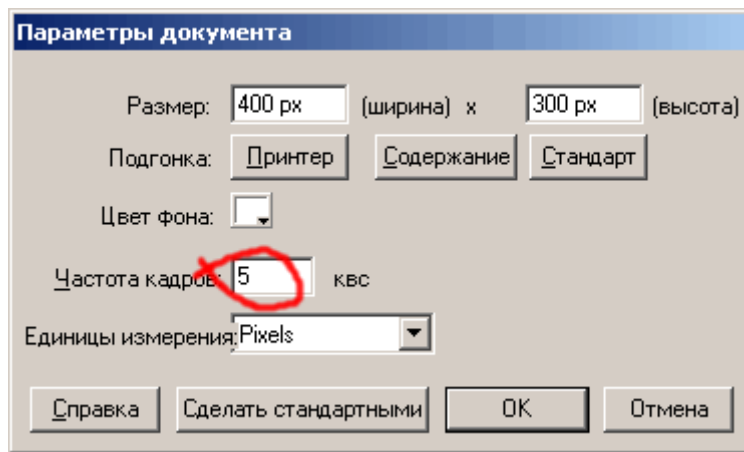 Параметры документа
Размер: 400 px (ширина) x 300 px (высота)
Подгонка: Принтер Содержание Стандарт
Цвет фона:
Частота кадров: 5 квс
Единицы измерения: Pixels
Справка Сделать стандартными OK Отмена